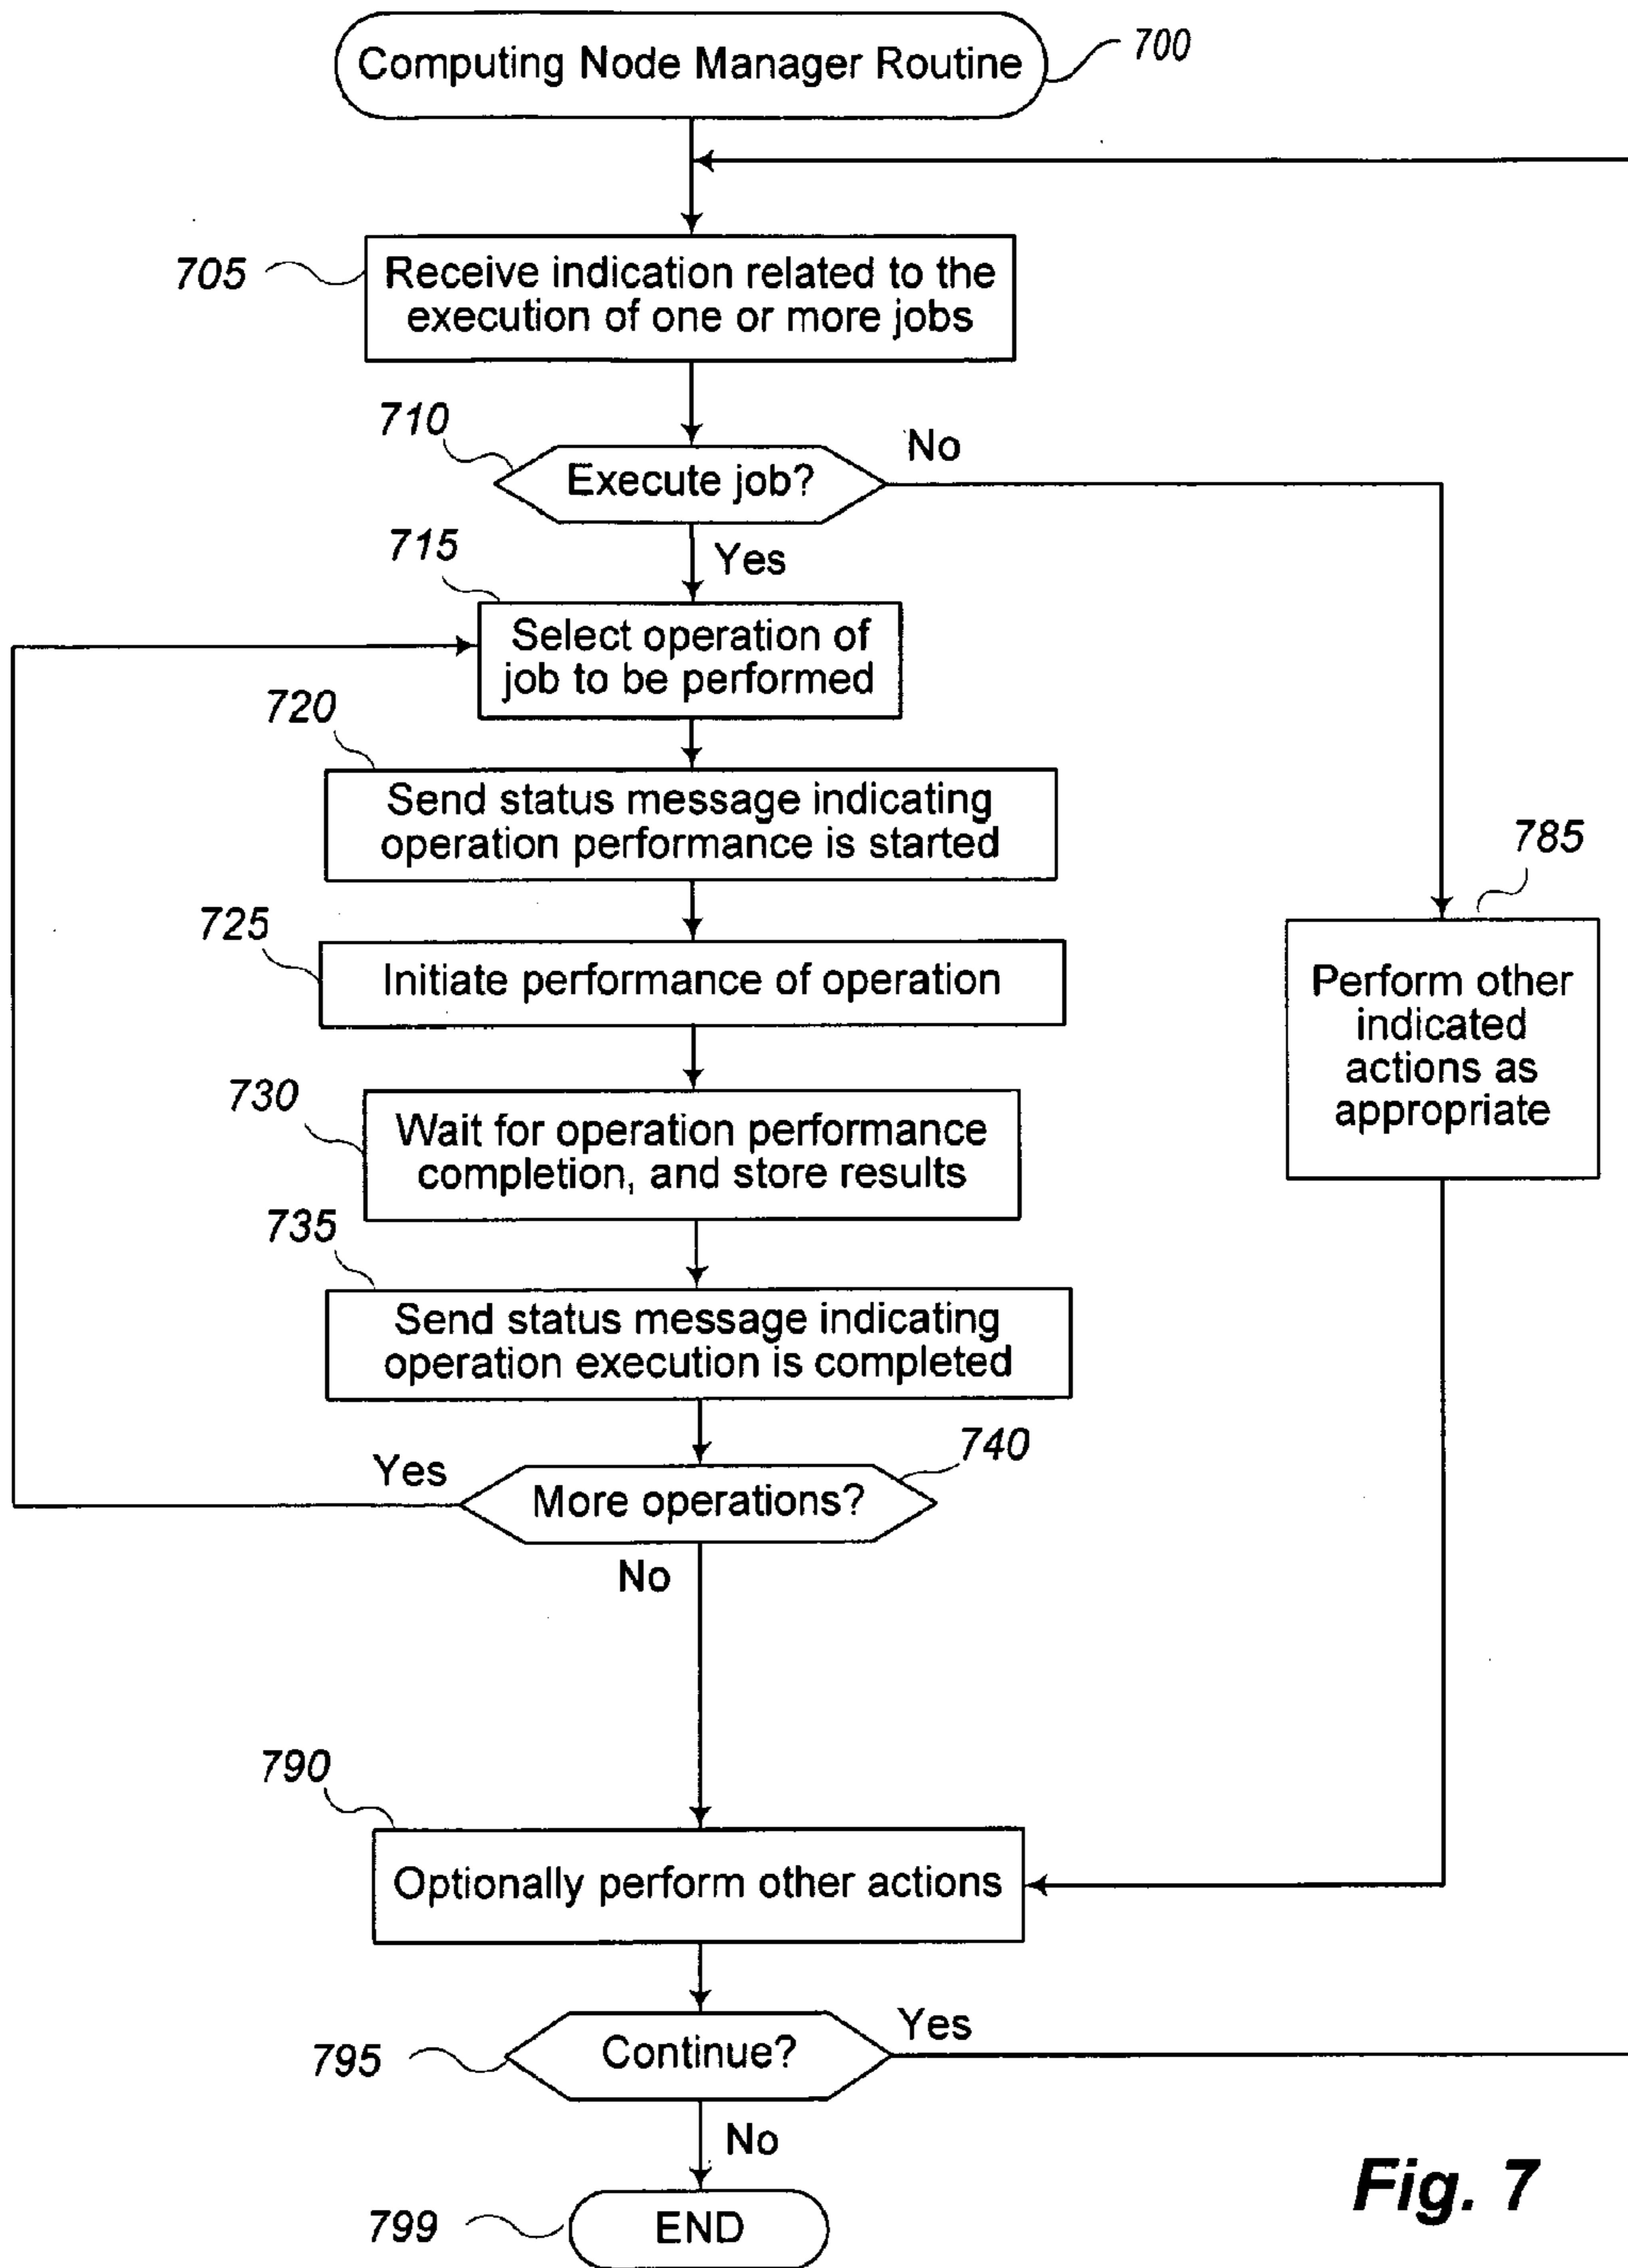 Computing Node Manager Routine
700
705
Receive indication related to the
execution of one or more jobs
710
Execute job?
No
Yes
715
Select operation of
job to be performed
720
Send status message indicating
operation performance is started
725
Initiate performance of operation
785
Perform other
indicated
actions as
appropriate
730
Wait for operation performance
completion, and store results
735
Send status message indicating
operation execution is completed
740
Yes
More operations?
No
790
Optionally perform other actions
795
Continue?
Yes
No
799
END
Fig. 7